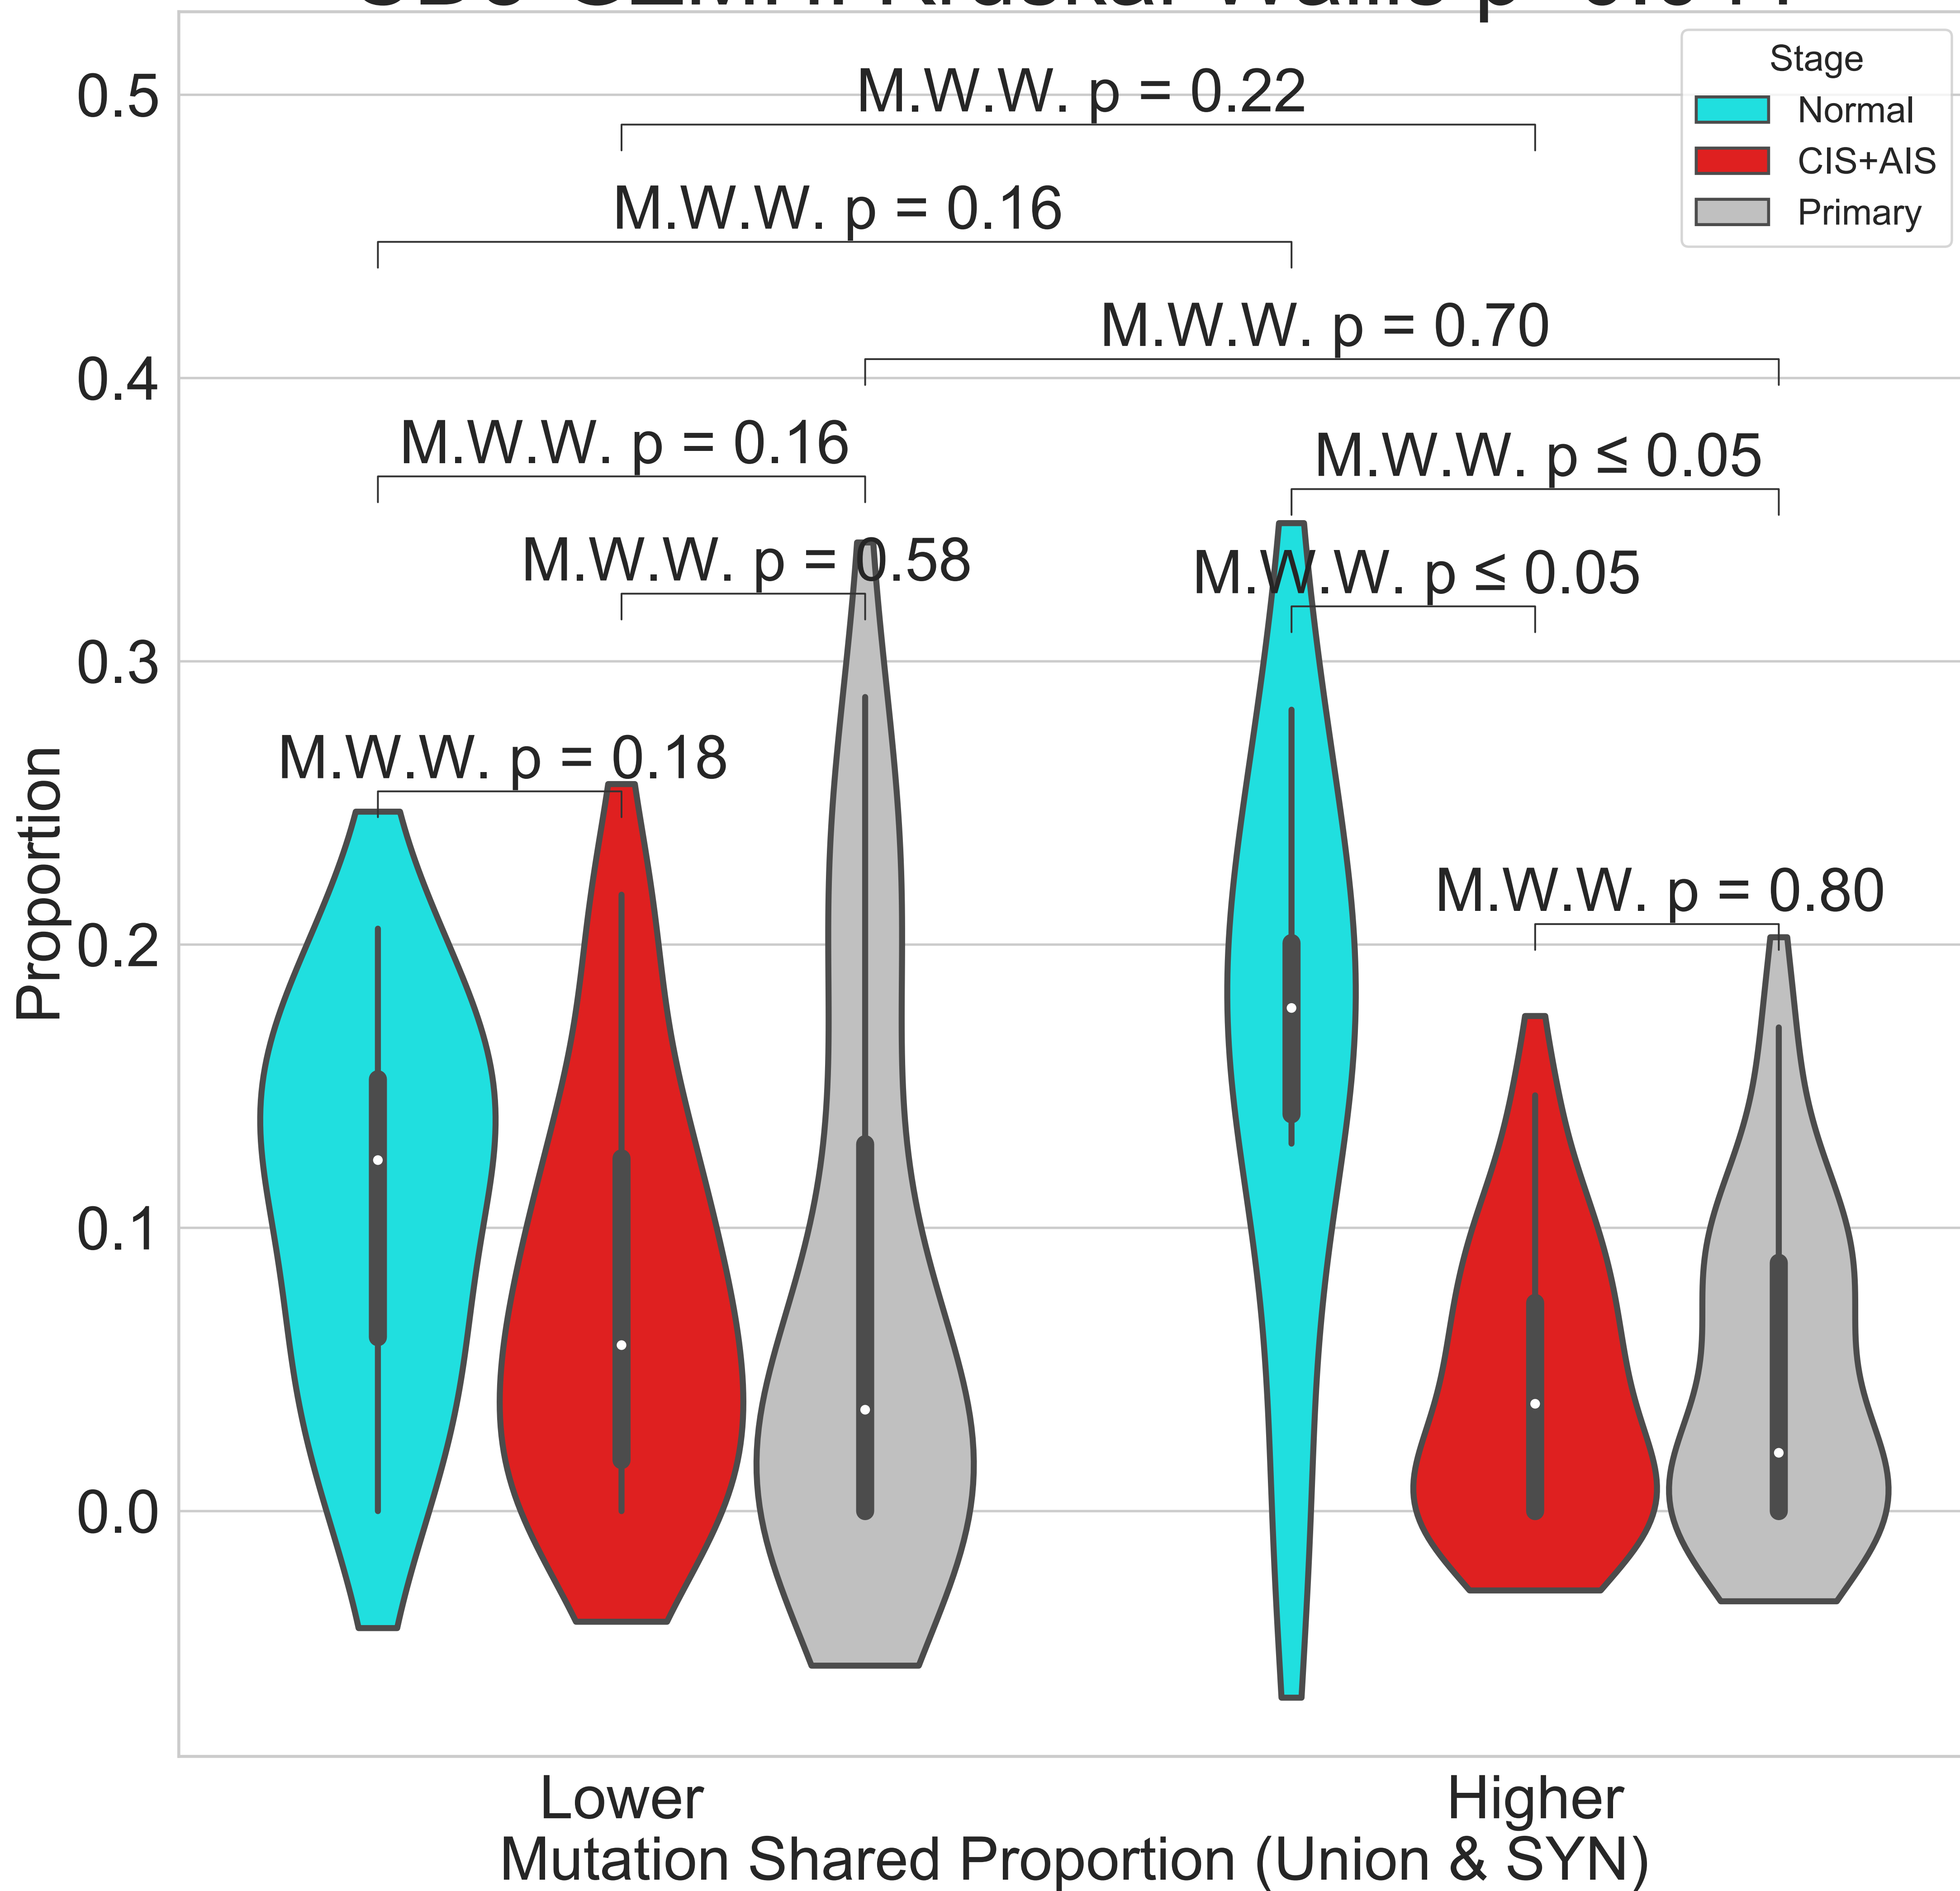 Stage
Normal
CIS+AIS
Primary
M.W.W. p = 0.22
M.W.W. p = 0.16
M.W.W. p = 0.70
M.W.W. p = 0.16
M.W.W. p ≤ 0.05
M.W.W. p = 0.58
M.W.W. p ≤ 0.05
M.W.W. p = 0.18
M.W.W. p = 0.80
0.5
0.4
0.3
0.2
0.1
0.0
Proportion
Lower
Higher
Mutation Shared Proportion (Union & SYN)